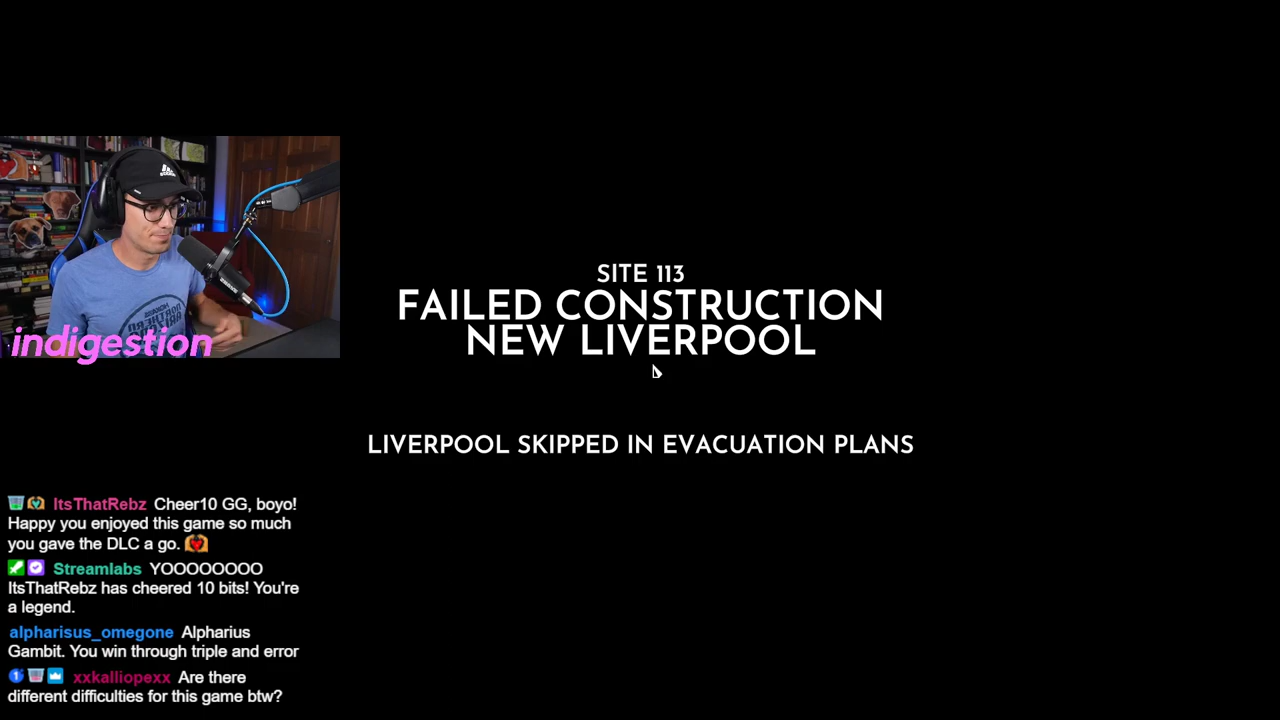 SITE 113
FAILED CONSTRUCTION
NEW LIVERPOOL
LIVERPOOL SKIPPED IN EVACUATION PLANS
indigestion
ItsThatRebz Cheer10 GG, boyo!
Happy you enjoyed this game so much
you gave the DLC a go.
Streamlabs YOOOOOOOO
ItsThatRebz has cheered 10 bits! You're
a legend.
alpharisus_omegone Alpharius
Gambit. You win through triple and error
xxkalliopexx Are there
different difficulties for this game btw?